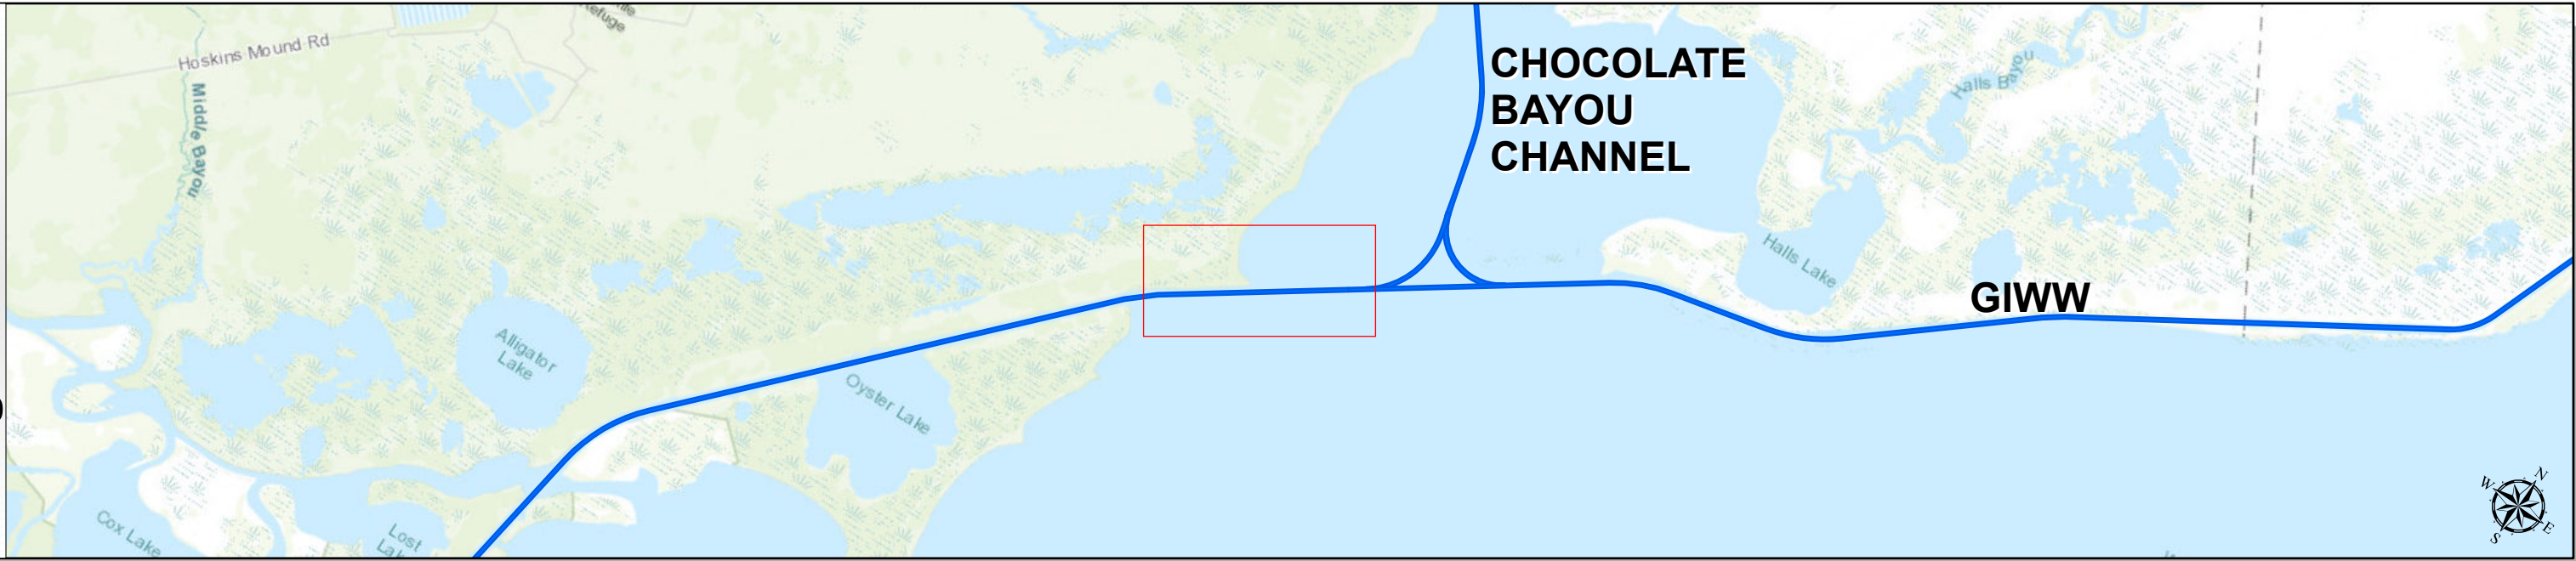 Refuge
Hoskins Mound Rd
Middle Bayou
CHOCOLATE
BAYOU
CHANNEL
Halls Bayou
Halls Lake
GIWW
Alligator
Lake
Oyster Lake
Cox Lake
Lost
N
W
E
S